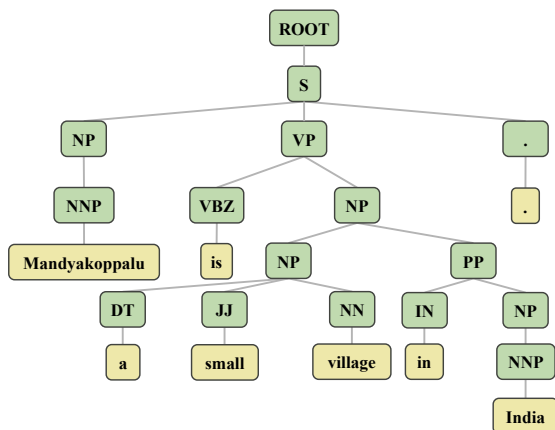 ROOT
S
NP VP .
NNP VBZ NP .
Mandyakoppalu is NP PP
DT JJ NN IN NP
a small village in NNP
India